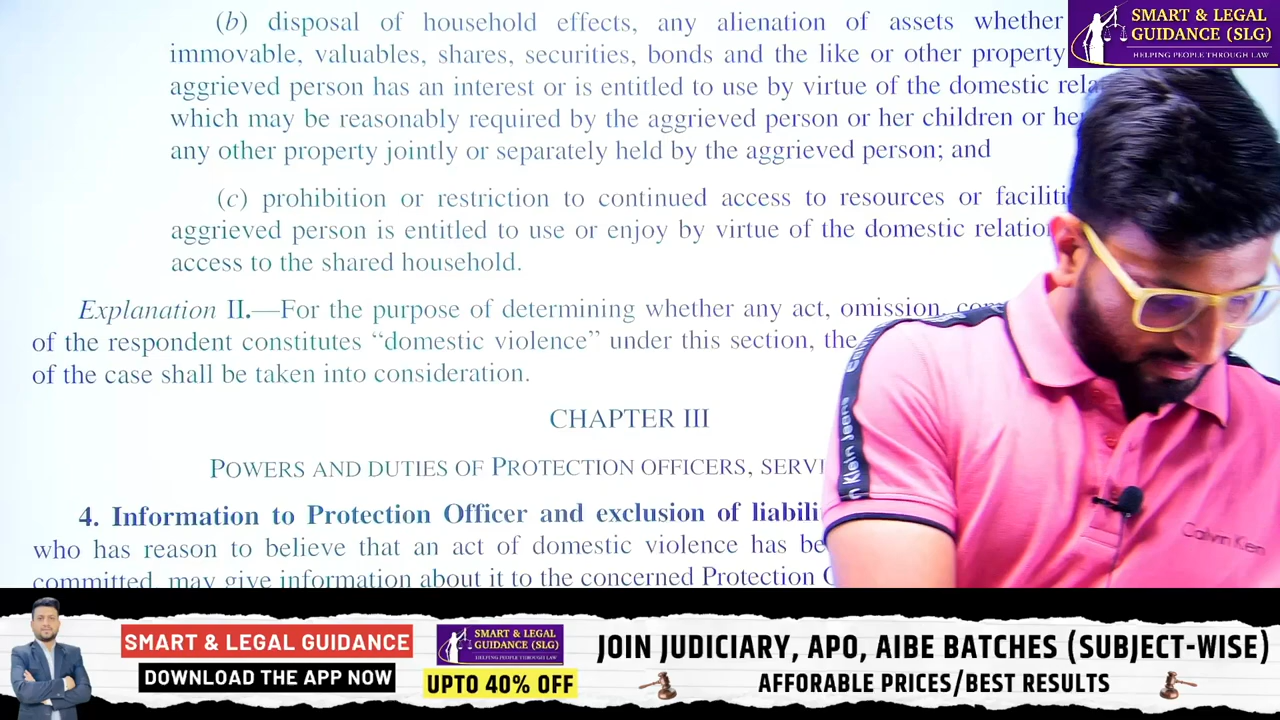 (b) disposal of household effects, any alienation of assets whether
immovable, valuables, shares, securities, bonds and the like or other property
aggrieved person has an interest or is entitled to use by virtue of the domestic
which may be reasonably required by the aggrieved person or her children or
any other property jointly or separately held by the aggrieved person; and
(c) prohibition or restriction to continued access to resources or
aggrieved person is entitled to use or enjoy by virtue of the domestic
access to the shared household.
Explanation II.—For the purpose of determining whether any act, omission,
of the respondent constitutes “domestic violence” under this section, the
of the case shall be taken into consideration.
CHAPTER III
POWERS AND DUTIES OF PROTECTION OFFICERS,
4. Information to Protection Officer and exclusion of
who has reason to believe that an act of domestic violence has
committed, may give information about it to the concerned Protection
SMART & LEGAL
GUIDANCE (SLG)
HELPING PEOPLE THROUGH LAW
Klein Jeans
Calvin Ken
SMART & LEGAL GUIDANCE
DOWNLOAD THE APP NOW
SMART & LEGAL
GUIDANCE (SLG)
HELPING PEOPLE THROUGH LAW
UPTO 40% OFF
JOIN JUDICIARY, APO, AIBE BATCHES (SUBJECT-WISE)
AFFORABLE PRICES/BEST RESULTS